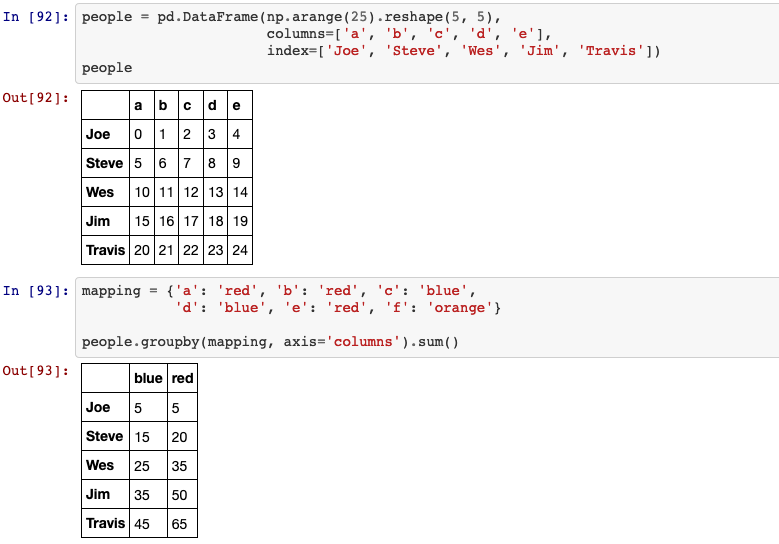 In [92]: people = pd.DataFrame(np.arange(25).reshape(5, 5),
columns=['a', 'b', 'c', 'd', 'e'],
index=['Joe', 'Steve', 'Wes', 'Jim', 'Travis'])
people
Out[92]:
a b c d e
Joe 0 1 2 3 4
Steve 5 6 7 8 9
Wes 10 11 12 13 14
Jim 15 16 17 18 19
Travis 20 21 22 23 24
In [93]: mapping = {'a': 'red', 'b': 'red', 'c': 'blue',
'd': 'blue', 'e': 'red', 'f': 'orange'}
people.groupby(mapping, axis='columns').sum()
Out[93]:
blue red
Joe 5 5
Steve 15 20
Wes 25 35
Jim 35 50
Travis 45 65